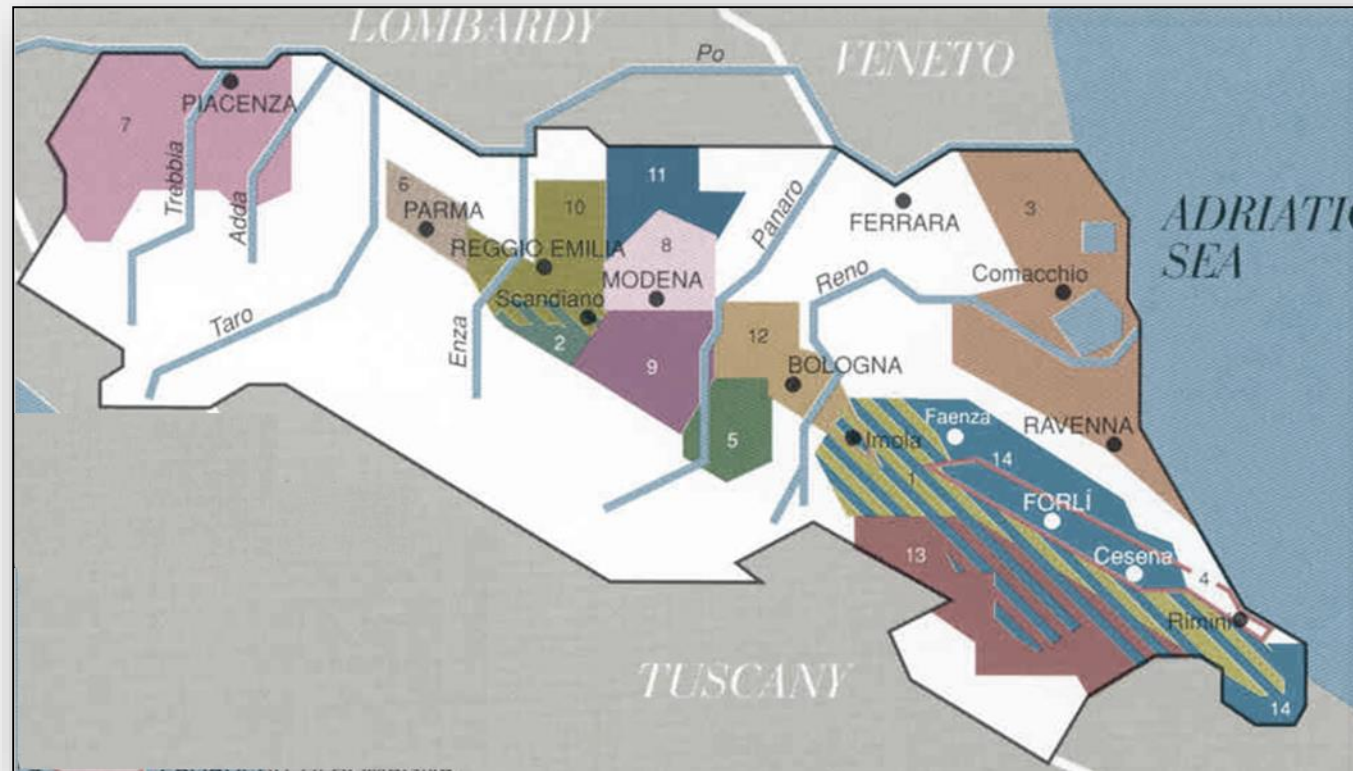 LOMBARDY
VENETO
Po
PIACENZA
7
Trebbia
Adda
Taro
6
PARMA
Enza
REGGIO EMILIA
10
11
8
MODENA
Scandiano
2
9
Panaro
FERRARA
3
Comacchio
ADRIATIC
SEA
Reno
12
BOLOGNA
5
Imola
1
Faenza
14
RAVENNA
FORLÍ
Cesena
4
13
Rimini
14
TUSCANY